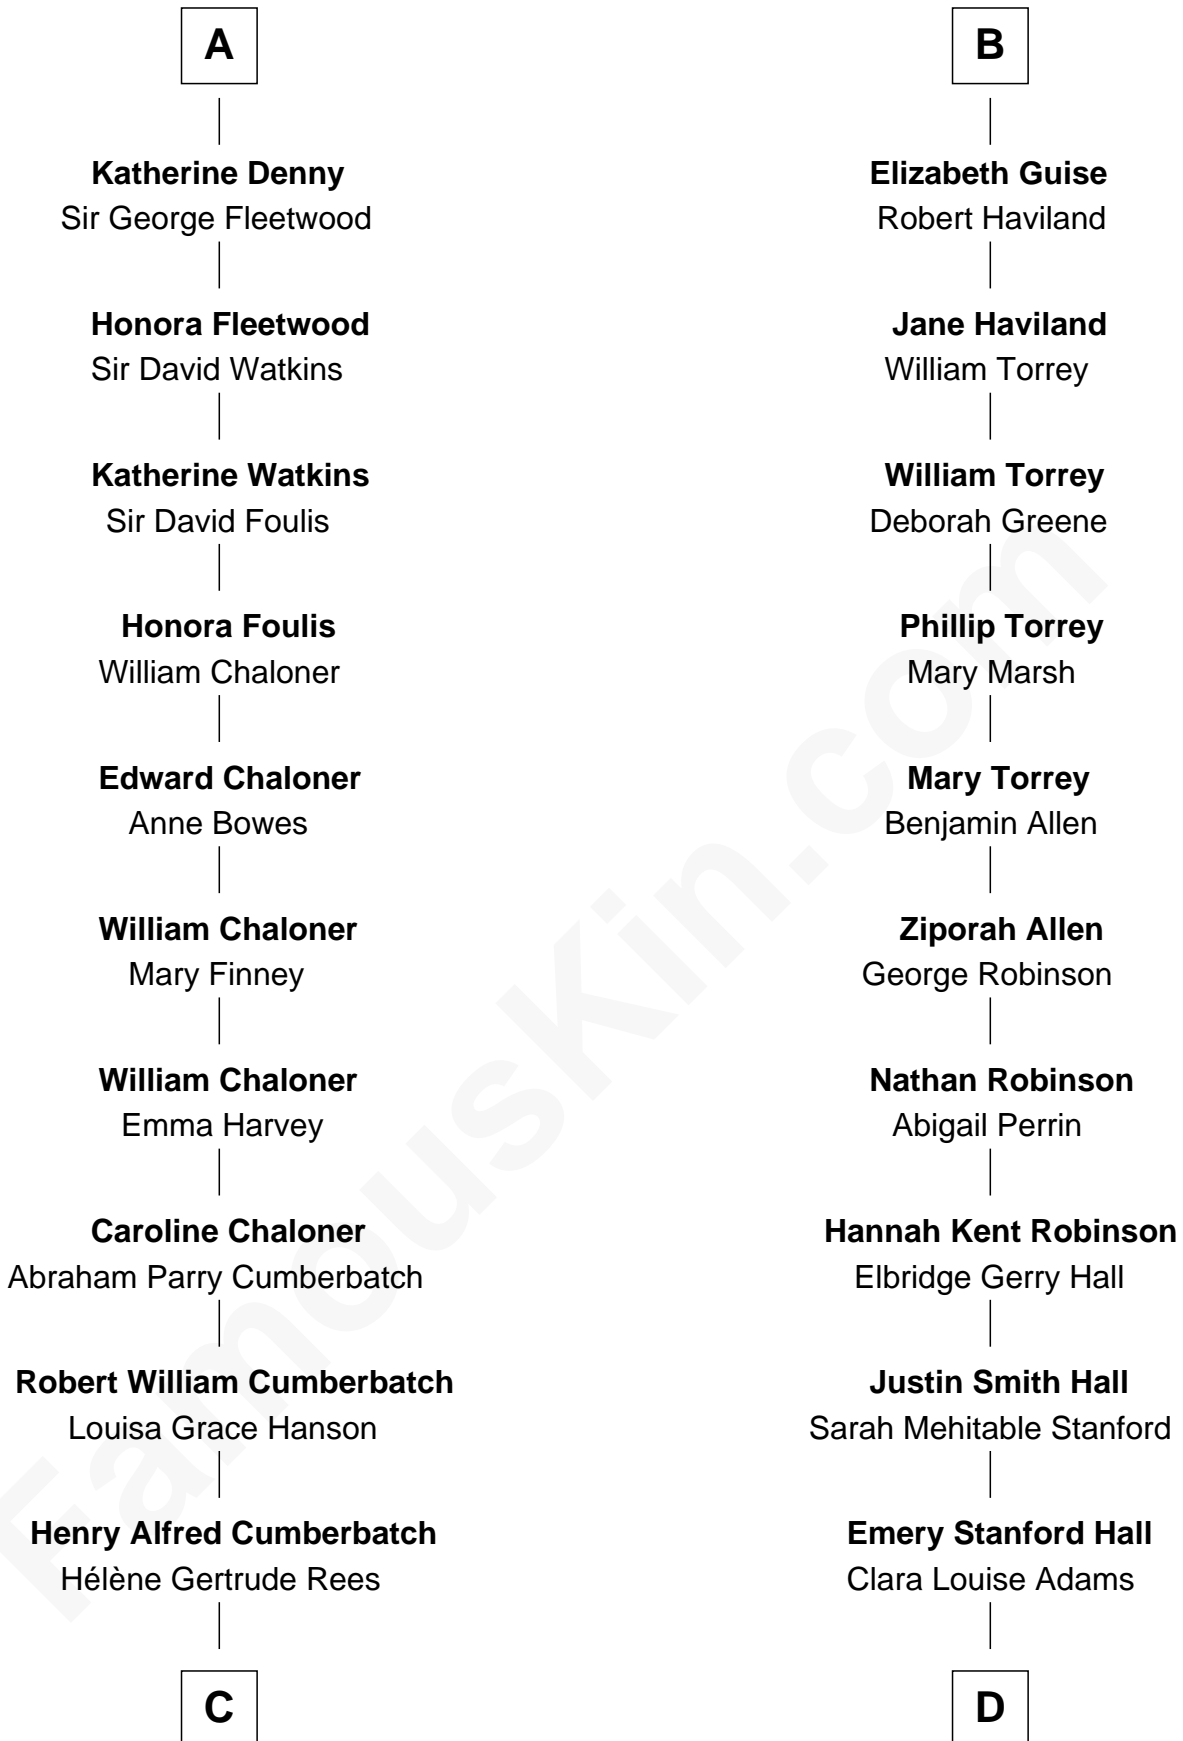 A
Katherine Denny
Sir George Fleetwood
Honora Fleetwood
Sir David Watkins
Katherine Watkins
Sir David Foulis
Honora Foulis
William Chaloner
Edward Chaloner
Anne Bowes
William Chaloner
Mary Finney
William Chaloner
Emma Harvey
Caroline Chaloner
Abraham Parry Cumberbatch
Robert William Cumberbatch
Louisa Grace Hanson
Henry Alfred Cumberbatch
Hélène Gertrude Rees
C
B
Elizabeth Guise
Robert Haviland
Jane Haviland
William Torrey
William Torrey
Deborah Greene
Phillip Torrey
Mary Marsh
Mary Torrey
Benjamin Allen
Ziporah Allen
George Robinson
Nathan Robinson
Abigail Perrin
Hannah Kent Robinson
Elbridge Gerry Hall
Justin Smith Hall
Sarah Mehitable Stanford
Emery Stanford Hall
Clara Louise Adams
D
FamousKin.com